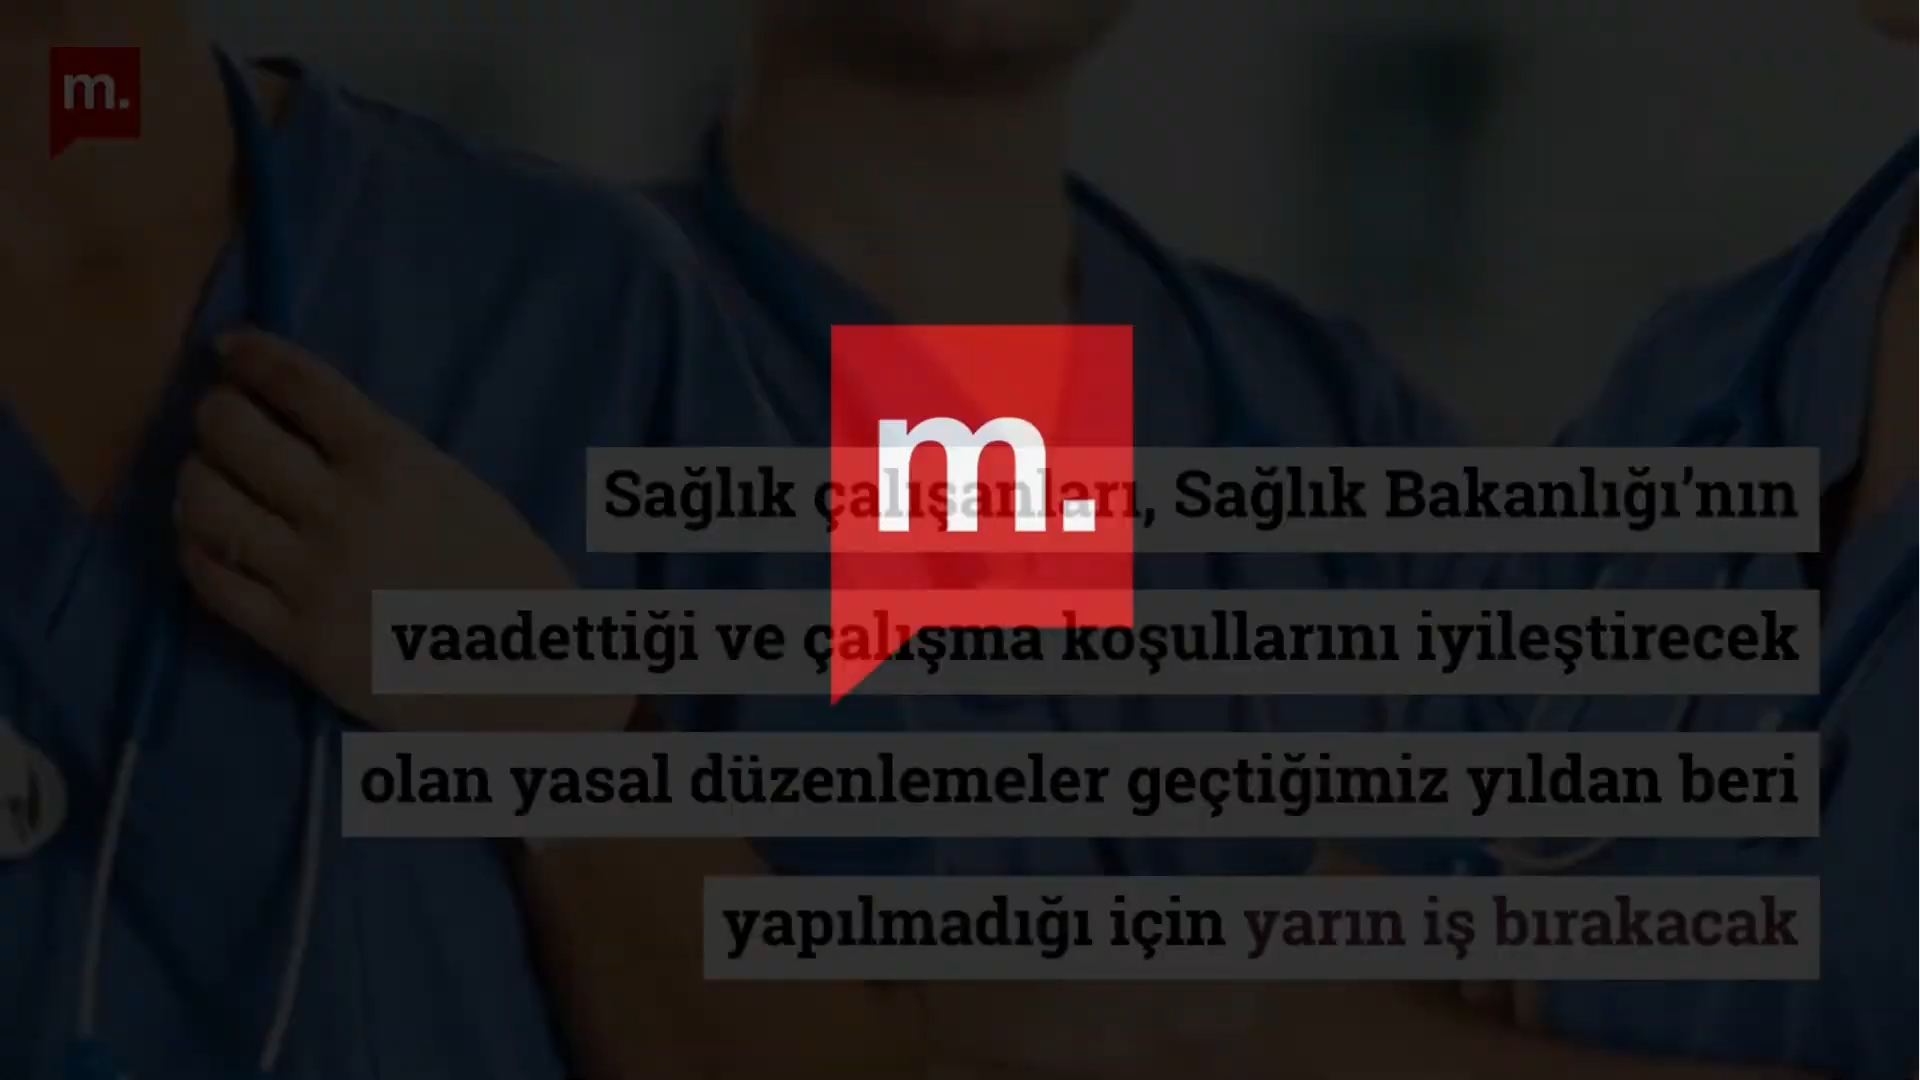 m.
m.
Sağlık çalışanları, Sağlık Bakanlığı’nın
vaadettiği ve çalışma koşullarını iyileştirecek
olan yasal düzenlemeler geçtiğimiz yıldan beri
yapılmadığı için yarın iş bırakacak